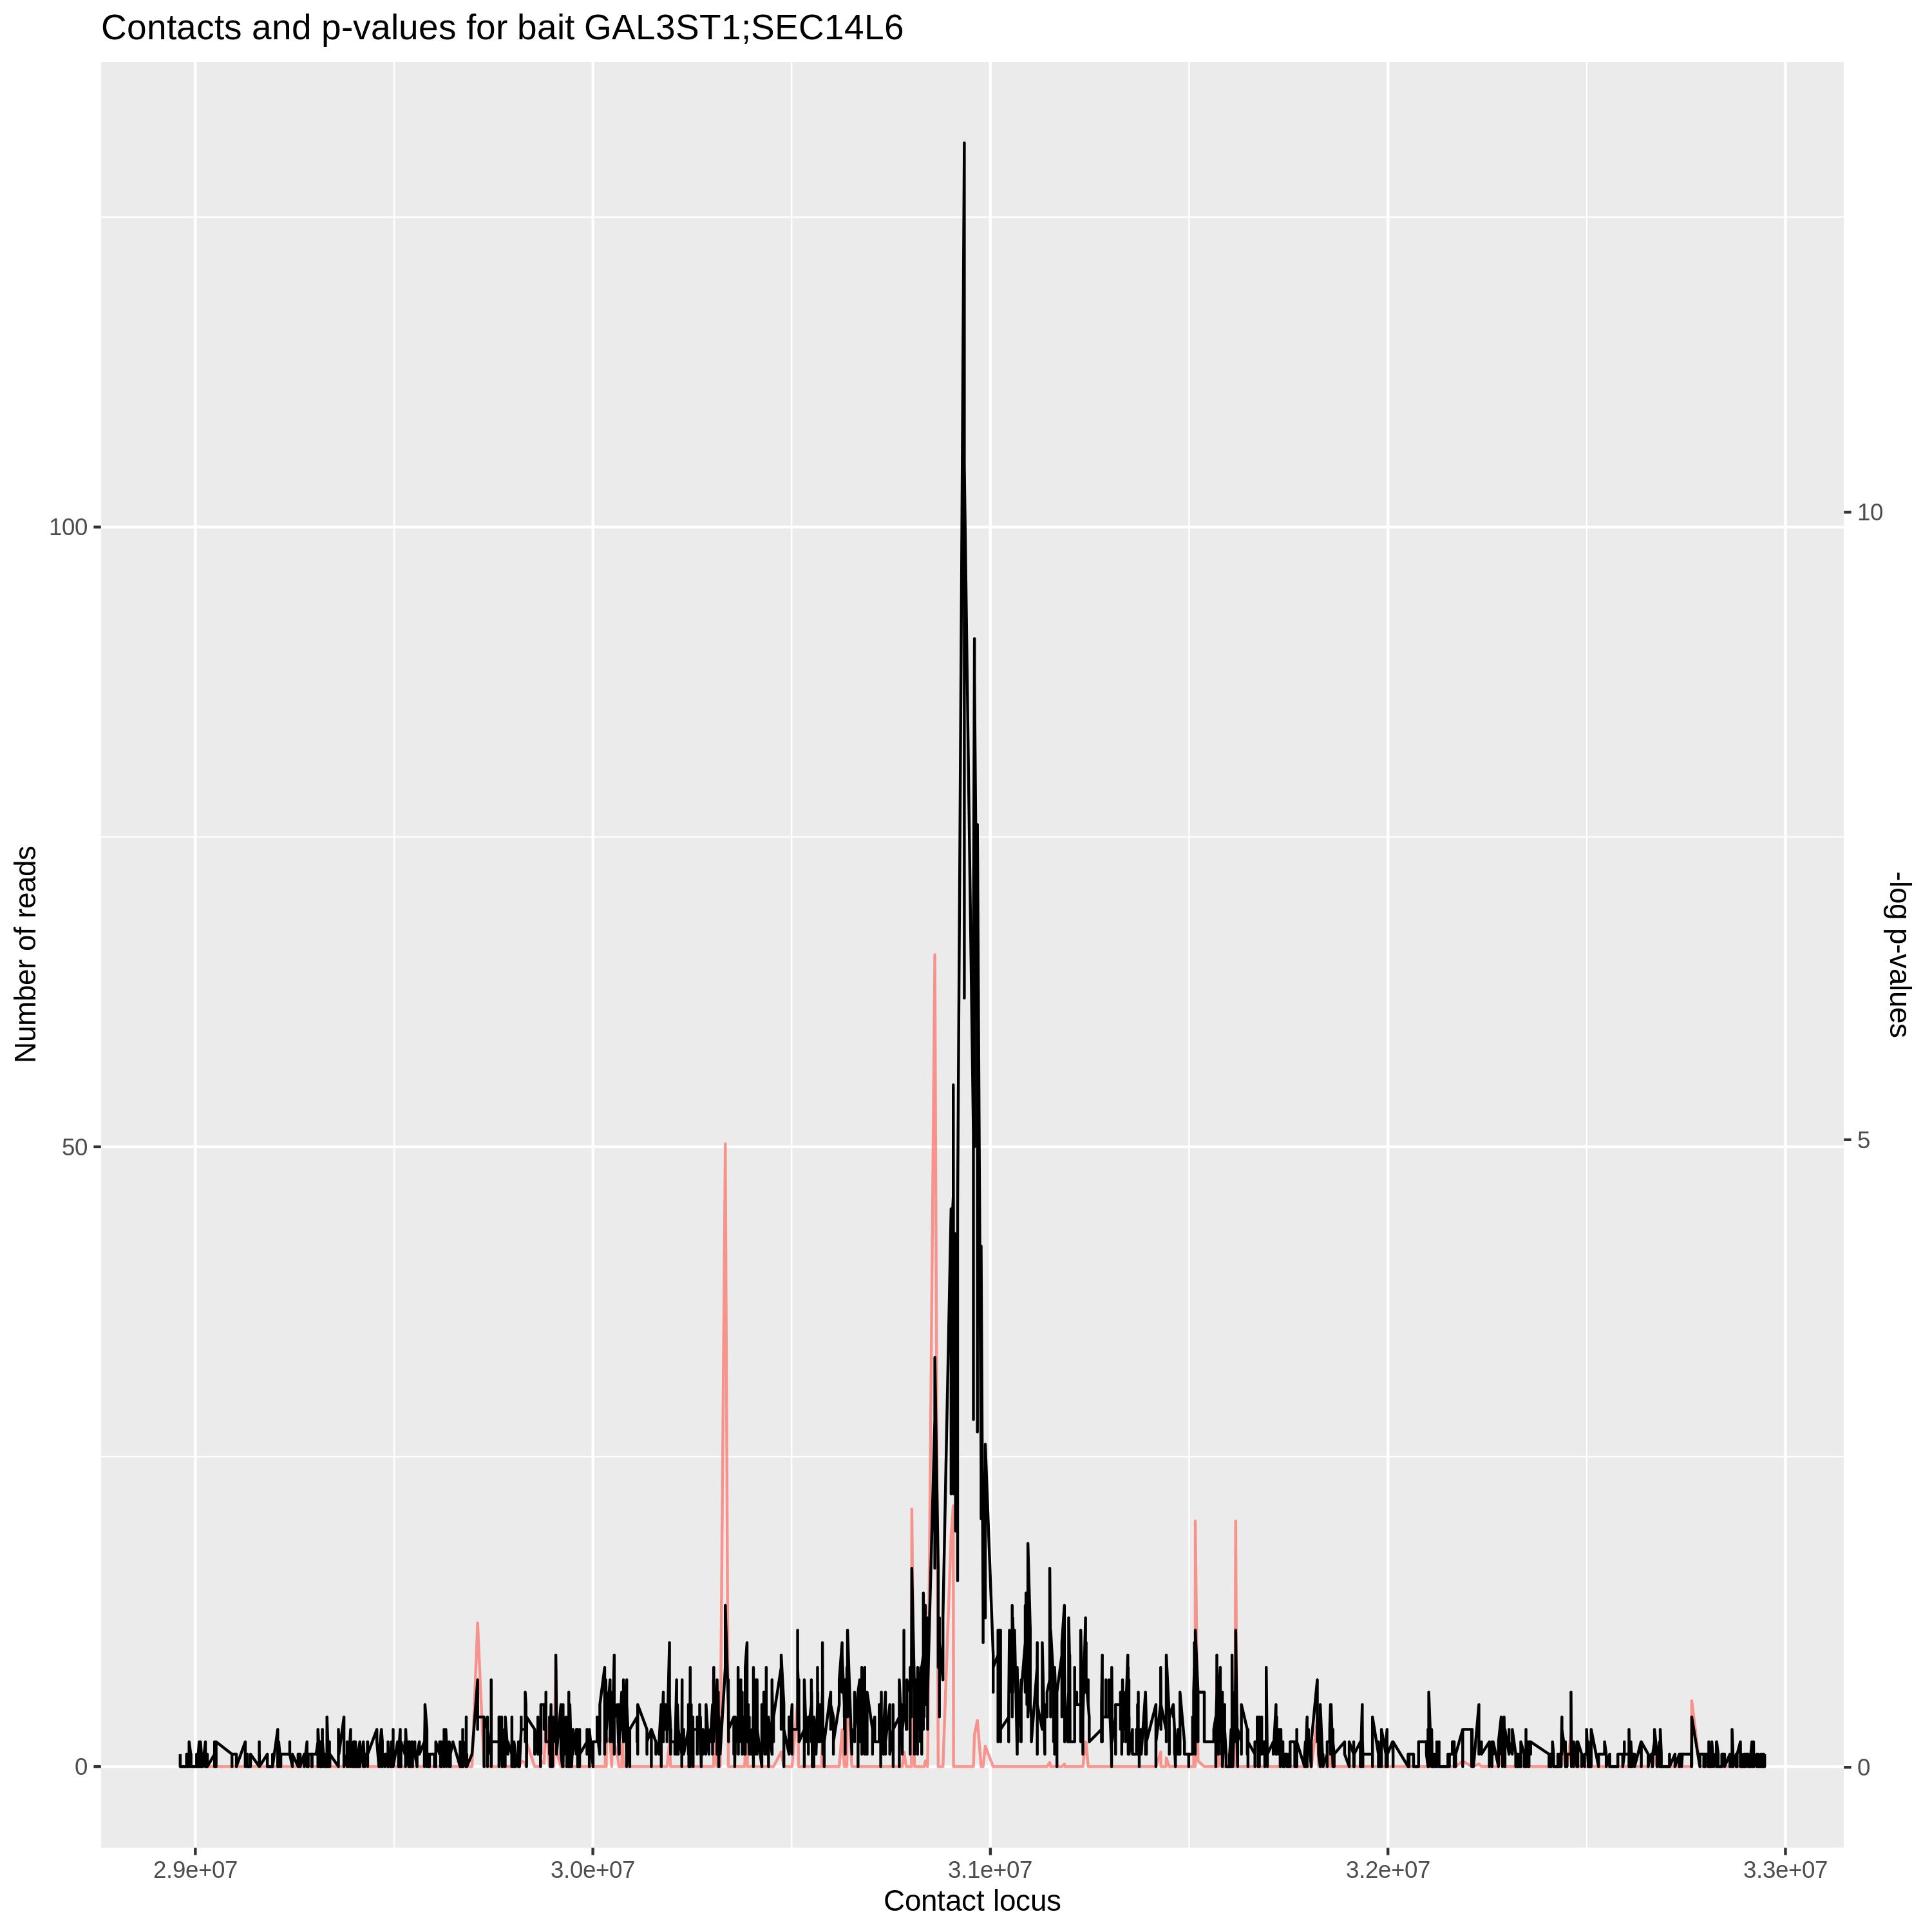 Contacts and p-values for bait GAL3ST1;SEC14L6
100
50
0
Number of reads
10
5
0
-log p-values
2.9e+07 3.0e+07 3.1e+07 3.2e+07 3.3e+07
Contact locus